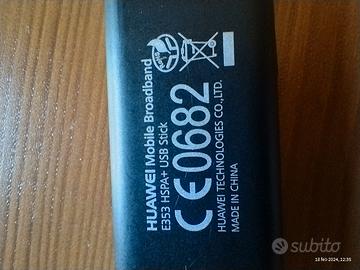 HUAWEI Mobile Broadband
E353 HSPA+ USB Stick
CE0682
HUAWEI TECHNOLOGIES CO.,LTD.
MADE IN CHINA
subito
18 feb 2024, 12:35